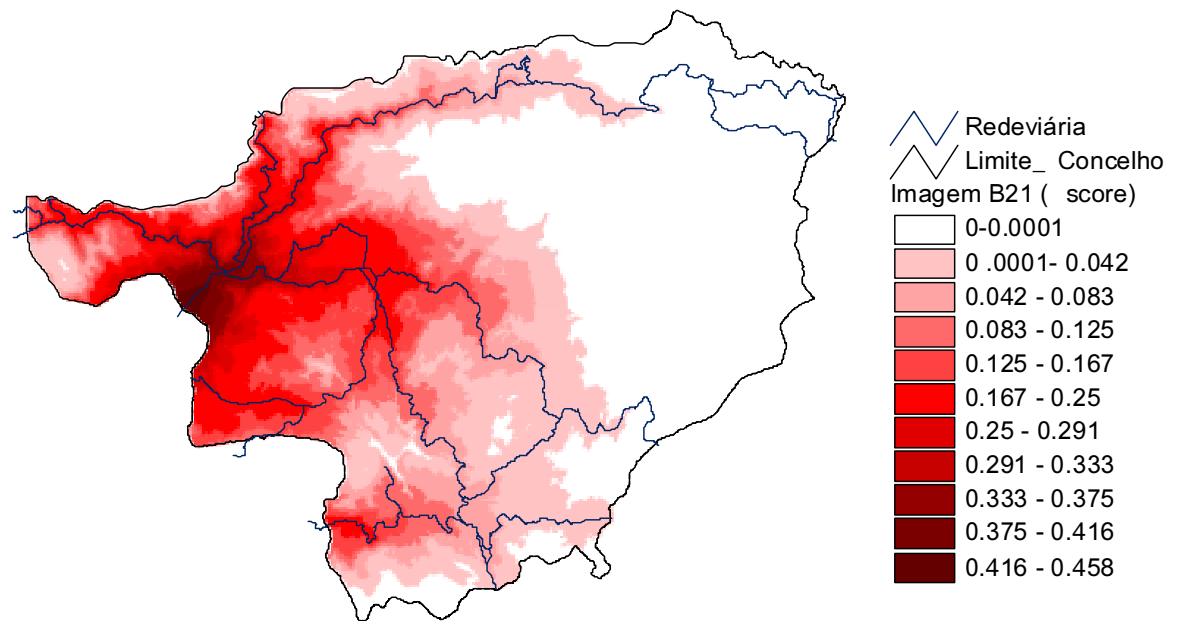 Redeviária
Limite_ Concelho
Imagem B21 ( score)
0-0.0001
0 .0001- 0.042
0.042 - 0.083
0.083 - 0.125
0.125 - 0.167
0.167 - 0.25
0.25 - 0.291
0.291 - 0.333
0.333 - 0.375
0.375 - 0.416
0.416 - 0.458